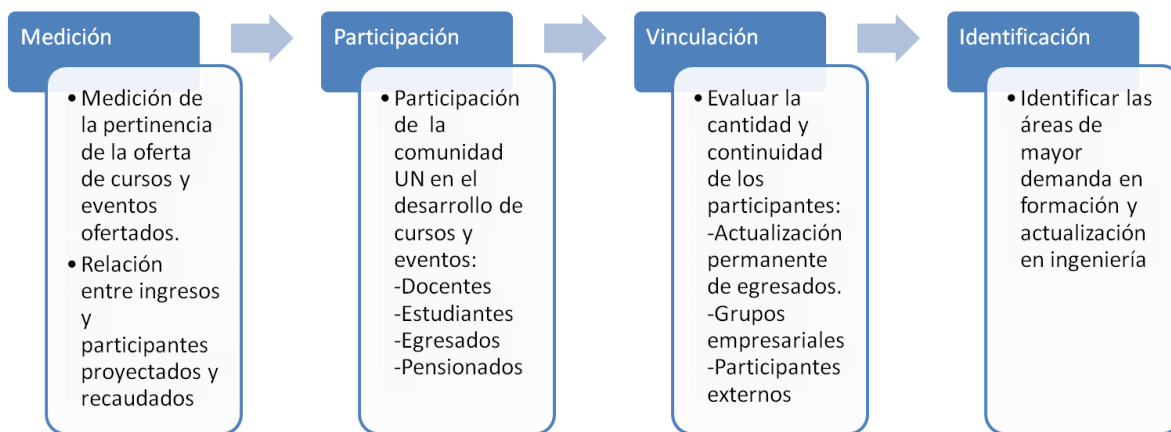 Medición
• Medición de
la pertinencia
de la oferta
de cursos y
eventos
ofertados.
• Relación
entre ingresos
y
participantes
proyectados y
recaudados
Participación
• Participación
de la
comunidad
UN en el
desarrollo de
cursos y
eventos:
-Docentes
-Estudiantes
-Egresados
-Pensionados
Vinculación
• Evaluar la
cantidad y
continuidad
de los
participantes:
-Actualización
permanente
de egresados.
-Grupos
empresariales
-Participantes
externos
Identificación
• Identificar las
áreas de
mayor
demanda en
formación y
actualización
en ingeniería